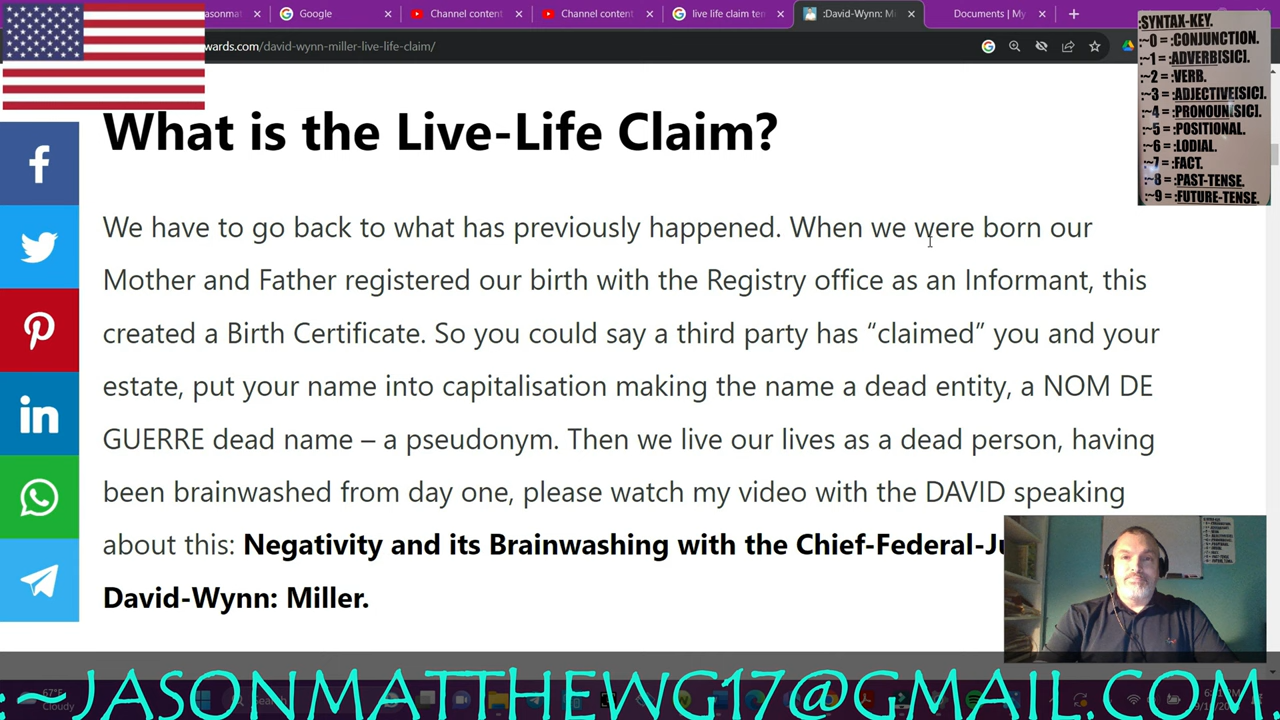 Google
Channel content
Channel content
live life claim ten
:David-Wynn: Mi
Documents | My
wards.com/david-wynn-miller-live-life-claim/
:SYNTAX-KEY.
:~0 = :CONJUNCTION.
:~1 = :ADVERB[SIC].
:~2 = :VERB.
:~3 = :ADJECTIVE[SIC].
:~4 = :PRONOUN[SIC].
:~5 = :POSITIONAL.
:~6 = :LODIAL.
:~7 = :FACT.
:~8 = :PAST-TENSE.
:~9 = :FUTURE-TENSE.
What is the Live-Life Claim?
We have to go back to what has previously happened. When we were born our
Mother and Father registered our birth with the Registry office as an Informant, this
created a Birth Certificate. So you could say a third party has “claimed” you and your
estate, put your name into capitalisation making the name a dead entity, a NOM DE
GUERRE dead name – a pseudonym. Then we live our lives as a dead person, having
been brainwashed from day one, please watch my video with the DAVID speaking
about this: Negativity and its Brainwashing with the Chief-Federal-Ju
David-Wynn: Miller.
67°F
Cloudy
Search
:~JASONMATTHEWG17@GMAIL.COM.